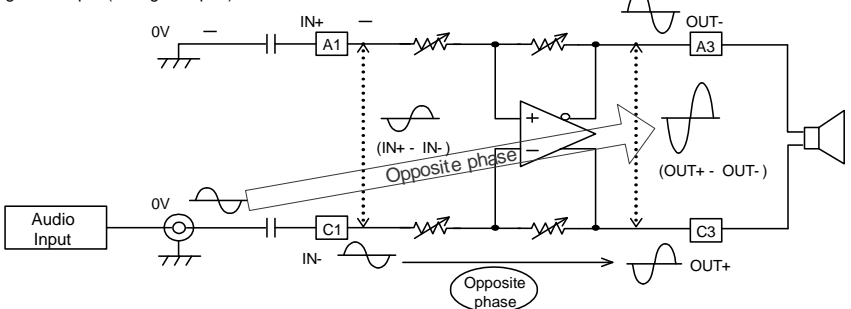 IN+
OUT-
0V
A1
A3
+
(IN+ - IN-)
−
Opposite phase
(OUT+ - OUT-)
0V
Audio
Input
C1
C3
IN-
OUT+
Opposite
phase